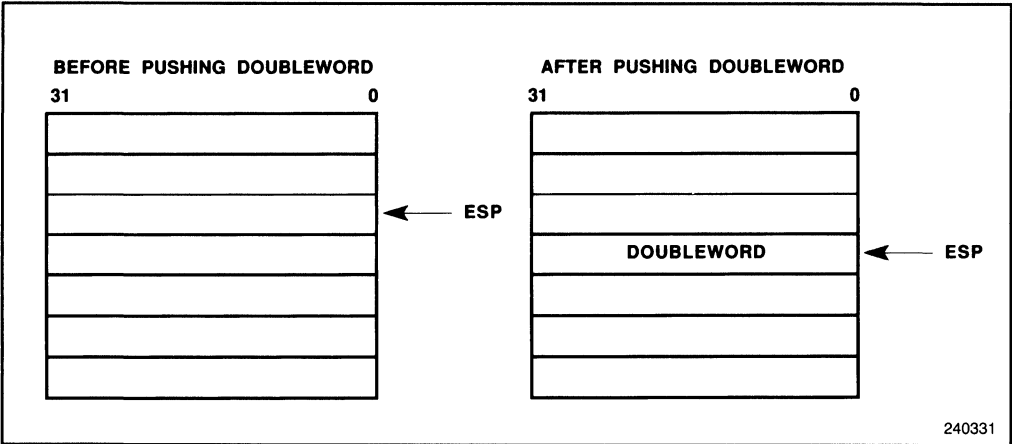 BEFORE PUSHING DOUBLEWORD
31 0
ESP
AFTER PUSHING DOUBLEWORD
31 0
DOUBLEWORD
ESP
240331